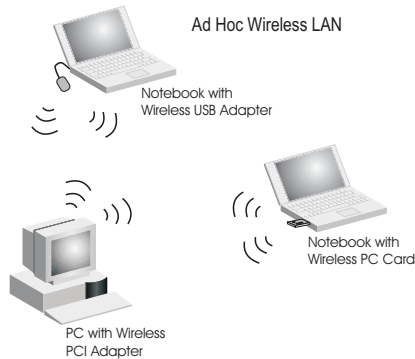 Ad Hoc Wireless LAN
Notebook with
Wireless USB Adapter
Notebook with
Wireless PC Card
PC with Wireless
PCI Adapter